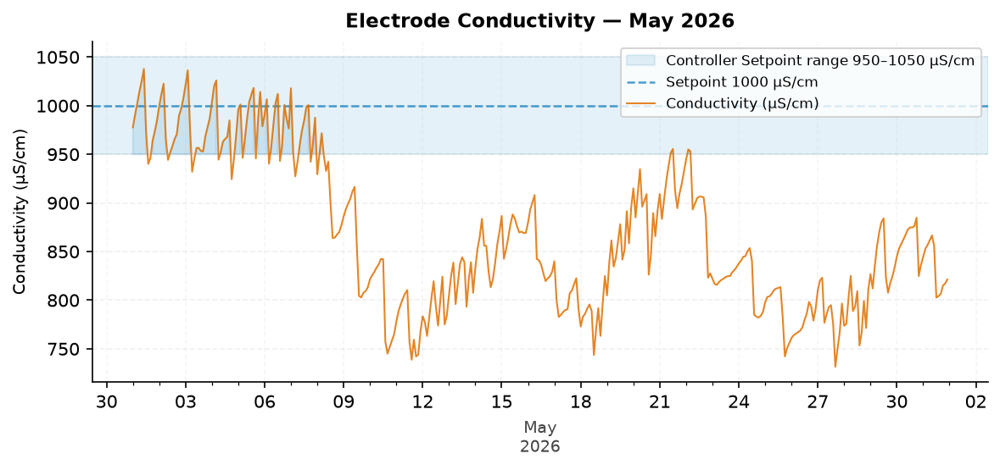 Electrode Conductivity — May 2026
Controller Setpoint range 950–1050 μS/cm
Setpoint 1000 μS/cm
Conductivity (μS/cm)
Conductivity (μS/cm)
1050
1000
950
900
850
800
750
30 03 06 09 12 15 18 21 24 27 30 02
May
2026